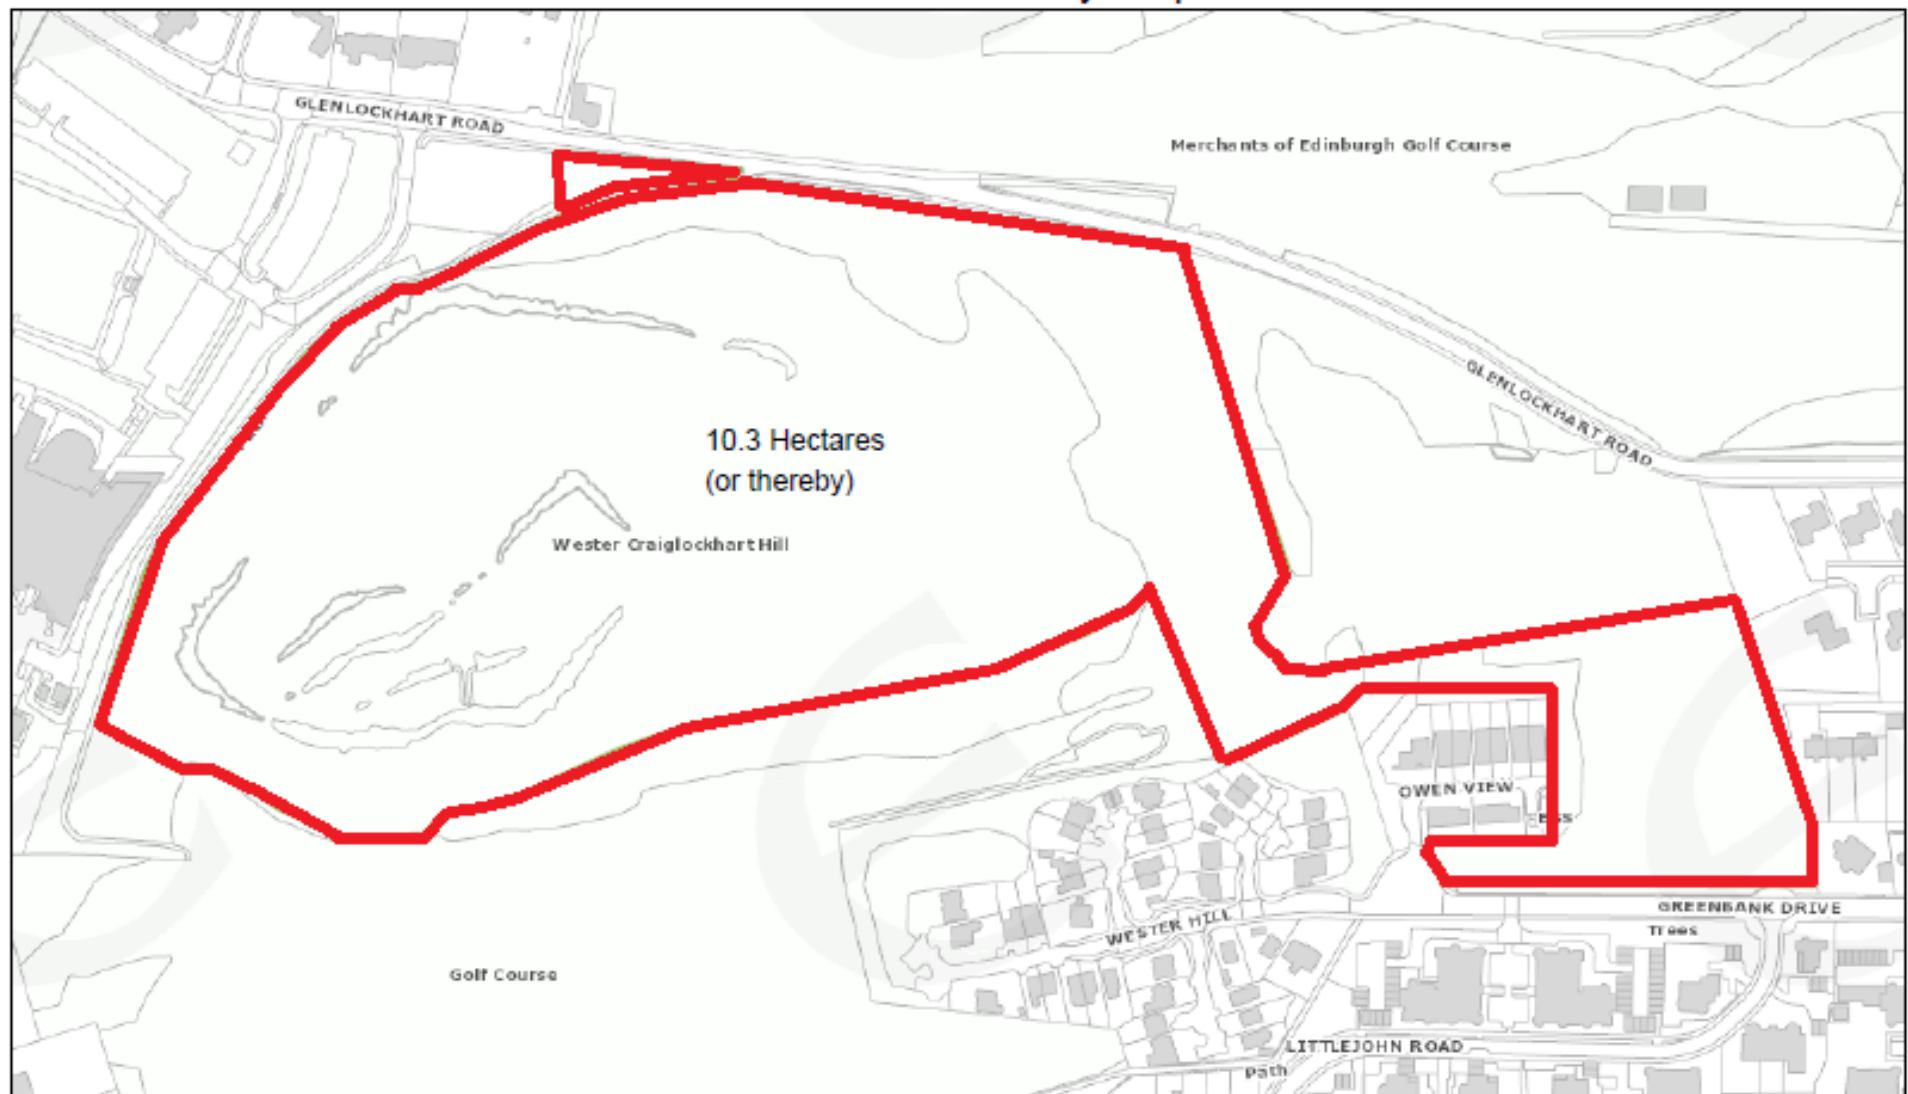 GLENLOCKHART ROAD
Merchants of Edinburgh Golf Course
GLENLOCKHART ROAD
10.3 Hectares
(or thereby)
Wester Craiglockhart Hill
OWEN VIEW
ESS
GREENBANK DRIVE
Trees
WESTER HILL
Golf Course
LITTLEJOHN ROAD
Path